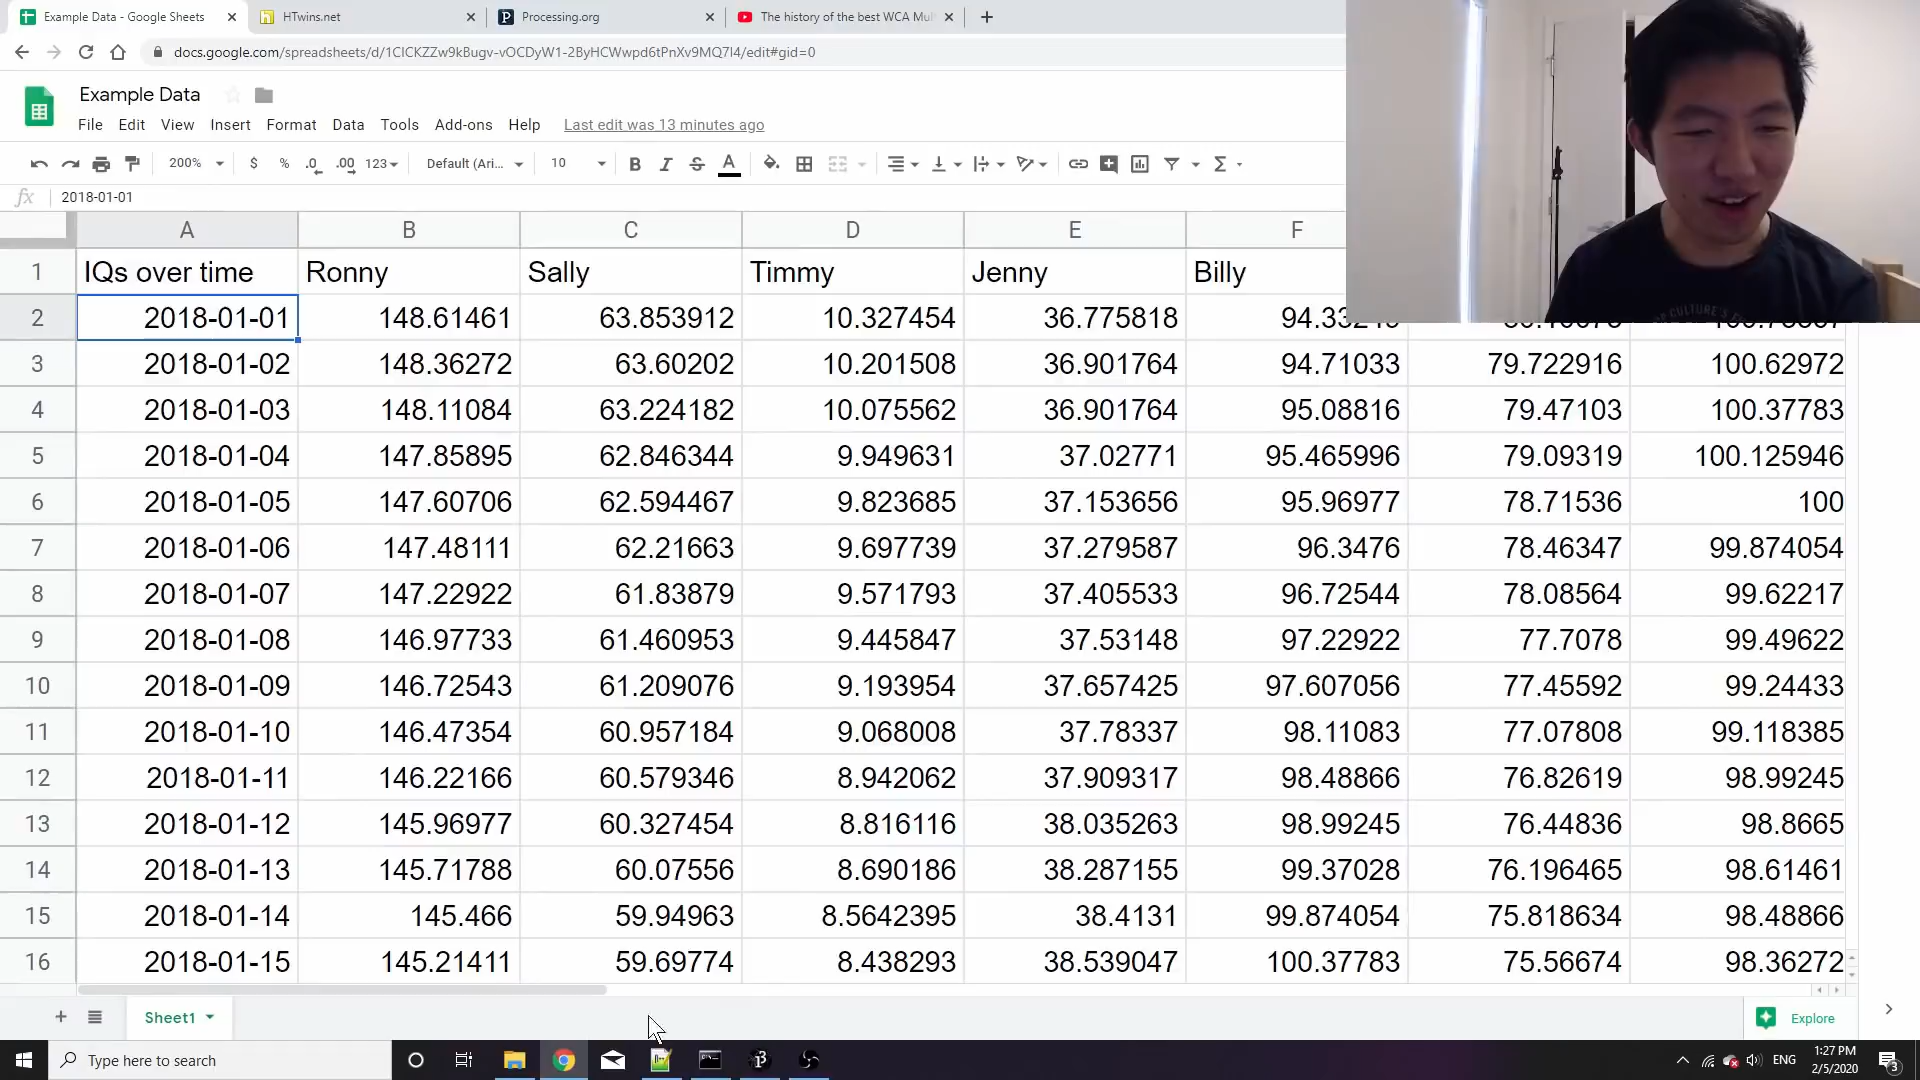 Example Data - Google Sheets
HTwins.net
Processing.org
The history of the best WCA Mul
docs.google.com/spreadsheets/d/1CICKZZw9kBugv-vOCDyW1-2ByHCWwpd6tPnXv9MQ7l4/edit#gid=0
Example Data
File Edit View Insert Format Data Tools Add-ons Help Last edit was 13 minutes ago
200% $ % .0 .00 123 Default (Ari... 10 B I S A Σ
fx 2018-01-01
A B C D E F
1 IQs over time Ronny Sally Timmy Jenny Billy
2 2018-01-01 148.61461 63.853912 10.327454 36.775818
3 2018-01-02 148.36272 63.60202 10.201508 36.901764 94.71033 79.722916 100.62972
4 2018-01-03 148.11084 63.224182 10.075562 36.901764 95.08816 79.47103 100.37783
5 2018-01-04 147.85895 62.846344 9.949631 37.02771 95.465996 79.09319 100.125946
6 2018-01-05 147.60706 62.594467 9.823685 37.153656 95.96977 78.71536 100
7 2018-01-06 147.48111 62.21663 9.697739 37.279587 96.3476 78.46347 99.874054
8 2018-01-07 147.22922 61.83879 9.571793 37.405533 96.72544 78.08564 99.62217
9 2018-01-08 146.97733 61.460953 9.445847 37.53148 97.22922 77.7078 99.49622
10 2018-01-09 146.72543 61.209076 9.193954 37.657425 97.607056 77.45592 99.24433
11 2018-01-10 146.47354 60.957184 9.068008 37.78337 98.11083 77.07808 99.118385
12 2018-01-11 146.22166 60.579346 8.942062 37.909317 98.48866 76.82619 98.99245
13 2018-01-12 145.96977 60.327454 8.816116 38.035263 98.99245 76.44836 98.8665
14 2018-01-13 145.71788 60.07556 8.690186 38.287155 99.37028 76.196465 98.61461
15 2018-01-14 145.466 59.94963 8.5642395 38.4131 99.874054 75.818634 98.48866
16 2018-01-15 145.21411 59.69774 8.438293 38.539047 100.37783 75.56674 98.36272
Sheet1
Explore
Type here to search
ENG
1:27 PM
2/5/2020
3